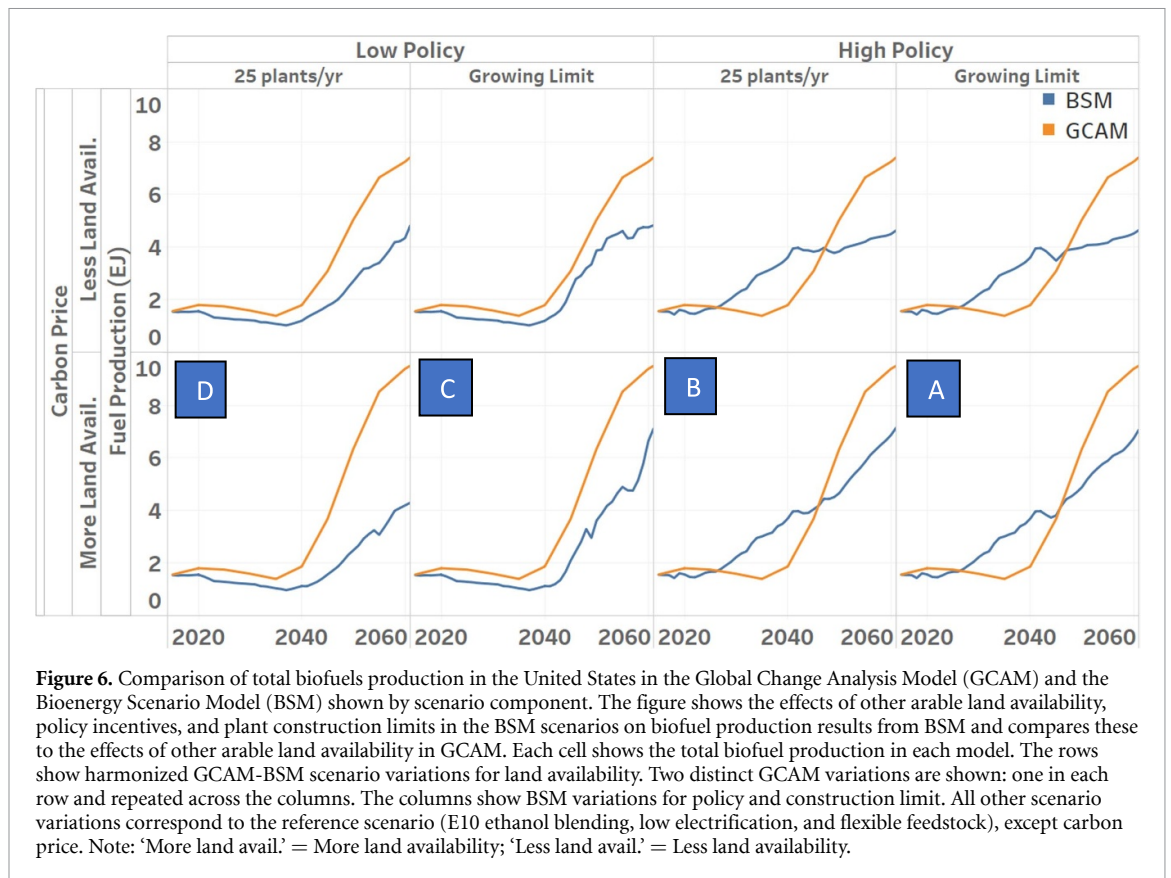 Low Policy
High Policy
25 plants/yr
Growing Limit
25 plants/yr
Growing Limit
BSM
GCAM
Carbon Price
Less Land Avail.
More Land Avail.
Fuel Production (EJ)
10
8
6
4
2
0
10
8
6
4
2
0
D
C
B
A
2020 2040 2060 2020 2040 2060 2020 2040 2060 2020 2040 2060
Figure 6. Comparison of total biofuels production in the United States in the Global Change Analysis Model (GCAM) and the
Bioenergy Scenario Model (BSM) shown by scenario component. The figure shows the effects of other arable land availability,
policy incentives, and plant construction limits in the BSM scenarios on biofuel production results from BSM and compares these
to the effects of other arable land availability in GCAM. Each cell shows the total biofuel production in each model. The rows
show harmonized GCAM-BSM scenario variations for land availability. Two distinct GCAM variations are shown: one in each
row and repeated across the columns. The columns show BSM variations for policy and construction limit. All other scenario
variations correspond to the reference scenario (E10 ethanol blending, low electrification, and flexible feedstock), except carbon
price. Note: ‘More land avail.’ = More land availability; ‘Less land avail.’ = Less land availability.